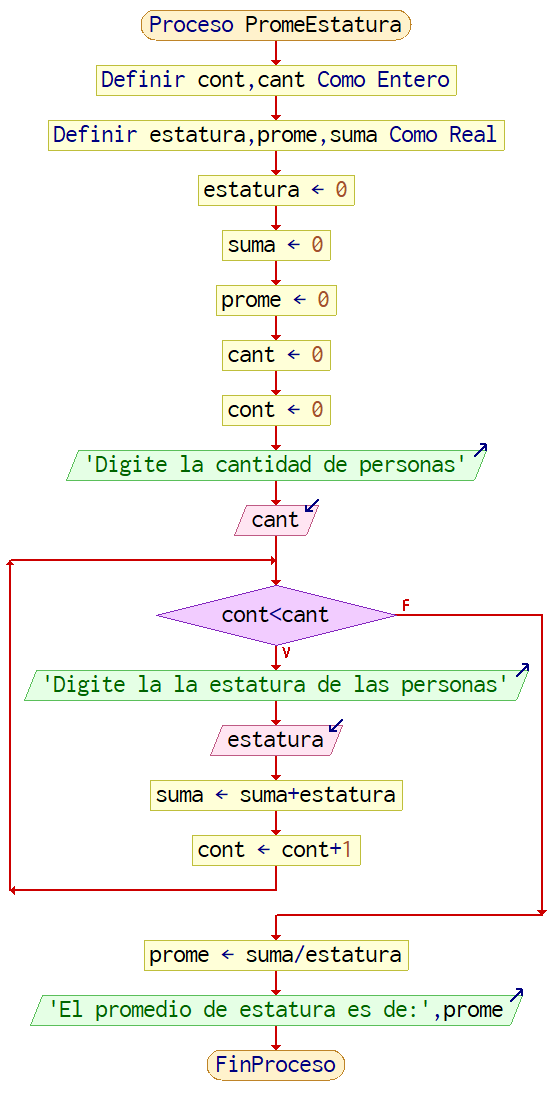 Proceso PromeEstatura
Definir cont,cant Como Entero
Definir estatura,prome,suma Como Real
estatura ← 0
suma ← 0
prome ← 0
cant ← 0
cont ← 0
'Digite la cantidad de personas'
cant
cont<cant
F
V
'Digite la la estatura de las personas'
estatura
suma ← suma+estatura
cont ← cont+1
prome ← suma/estatura
'El promedio de estatura es de:',prome
FinProceso